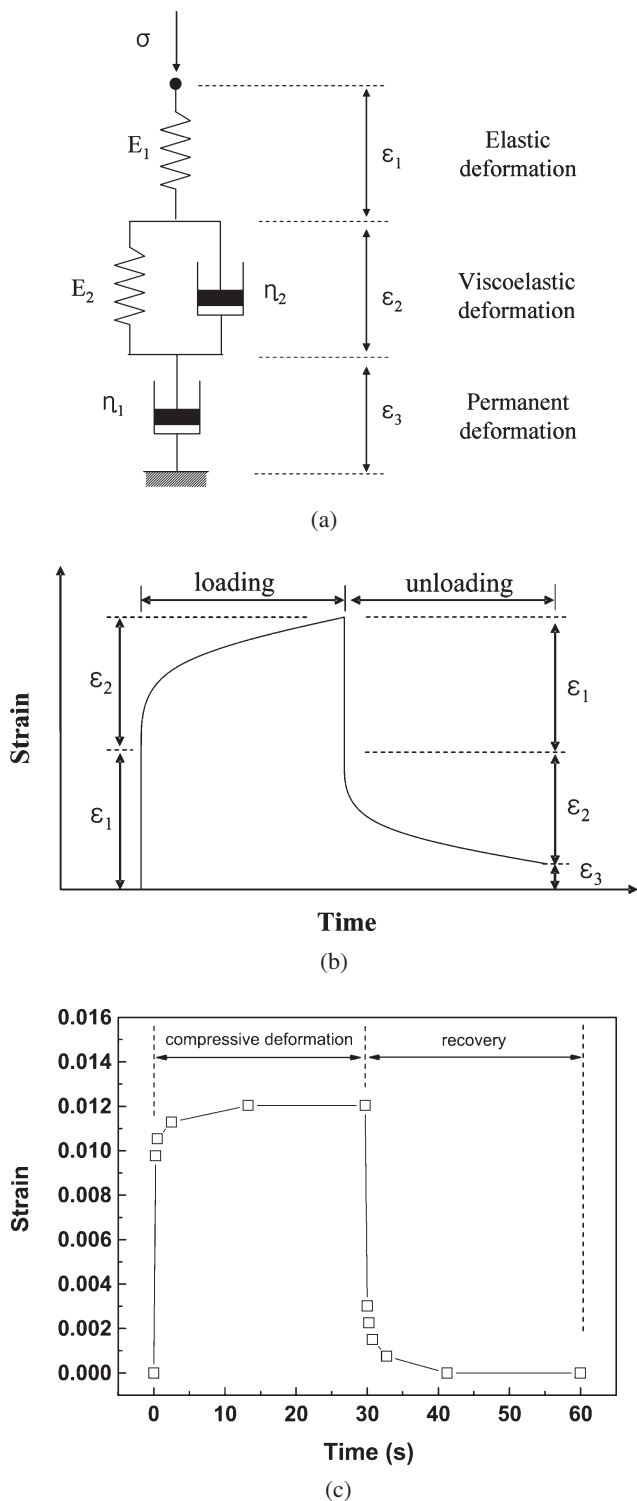 σ
E₁
ε₁
Elastic
deformation
E₂
η₂
ε₂
Viscoelastic
deformation
η₁
ε₃
Permanent
deformation
(a)
loading
unloading
Strain
ε₂
ε₁
ε₁
ε₂
ε₃
Time
(b)
0.016
0.014
0.012
0.010
0.008
0.006
0.004
0.002
0.000
Strain
compressive deformation
recovery
0 10 20 30 40 50 60
Time (s)
(c)